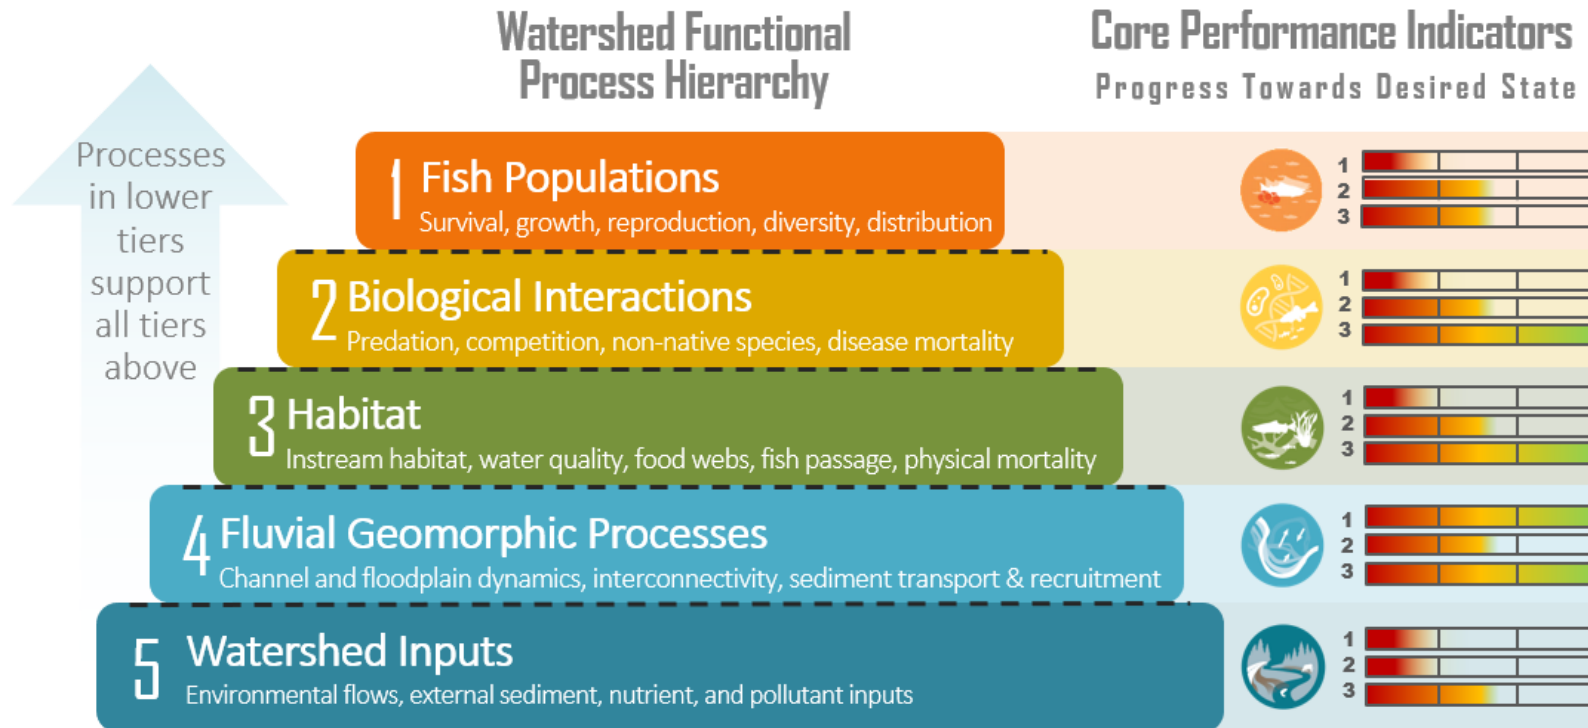 Watershed Functional
Process Hierarchy
Core Performance Indicators
Progress Towards Desired State
Processes
in lower
tiers
support
all tiers
above
1 Fish Populations
Survival, growth, reproduction, diversity, distribution
1
2
3
2 Biological Interactions
Predation, competition, non-native species, disease mortality
1
2
3
3 Habitat
Instream habitat, water quality, food webs, fish passage, physical mortality
1
2
3
4 Fluvial Geomorphic Processes
Channel and floodplain dynamics, interconnectivity, sediment transport & recruitment
1
2
3
5 Watershed Inputs
Environmental flows, external sediment, nutrient, and pollutant inputs
1
2
3